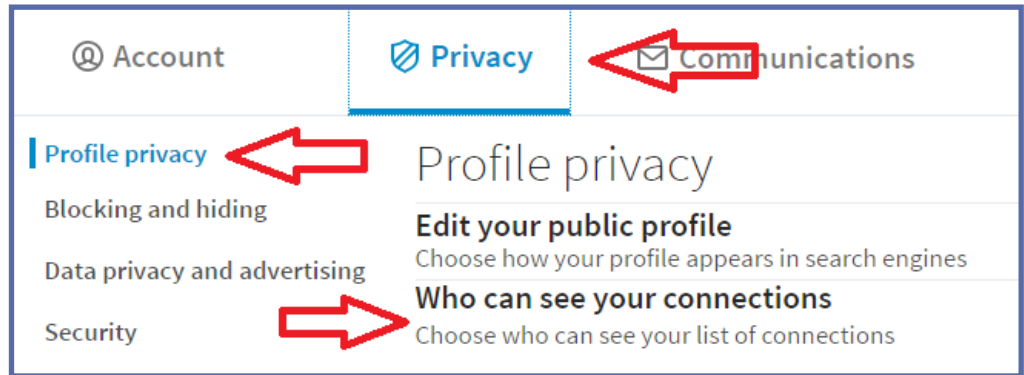 Account
Privacy
Communications
Profile privacy
Blocking and hiding
Data privacy and advertising
Security
Profile privacy
Edit your public profile
Choose how your profile appears in search engines
Who can see your connections
Choose who can see your list of connections